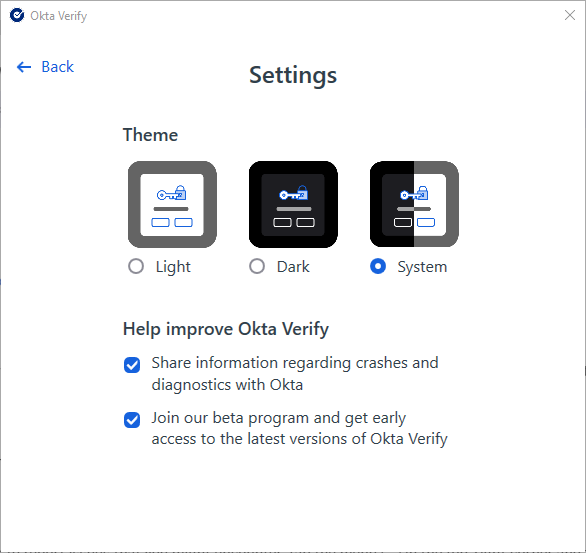 Okta Verify
Back
Settings
Theme
Light
Dark
System
Help improve Okta Verify
Share information regarding crashes and
diagnostics with Okta
Join our beta program and get early
access to the latest versions of Okta Verify